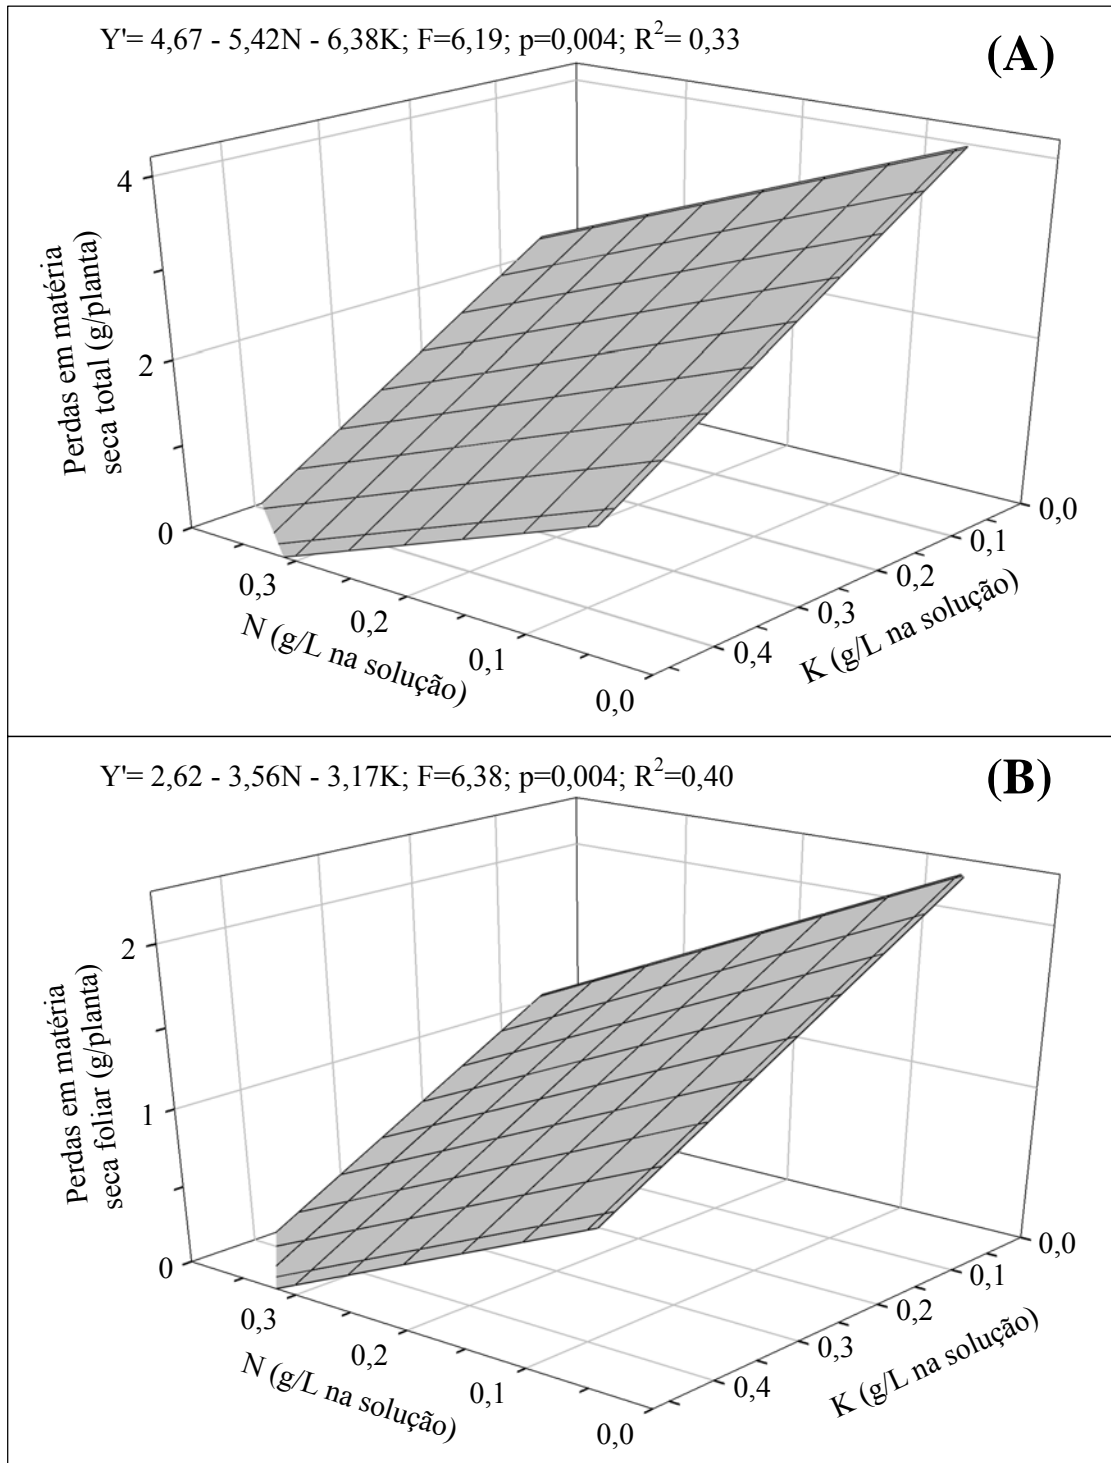 Y'= 4,67 - 5,42N - 6,38K; F=6,19; p=0,004; R²= 0,33
(A)
4
2
0
Perdas em matéria
seca total (g/planta)
0,3
0,2
0,1
0,0
N (g/L na solução)
0,4
0,3
0,2
0,1
0,0
K (g/L na solução)
Y'= 2,62 - 3,56N - 3,17K; F=6,38; p=0,004; R²=0,40
(B)
2
1
0
Perdas em matéria
seca foliar (g/planta)
0,3
0,2
0,1
0,0
N (g/L na solução)
0,4
0,3
0,2
0,1
0,0
K (g/L na solução)